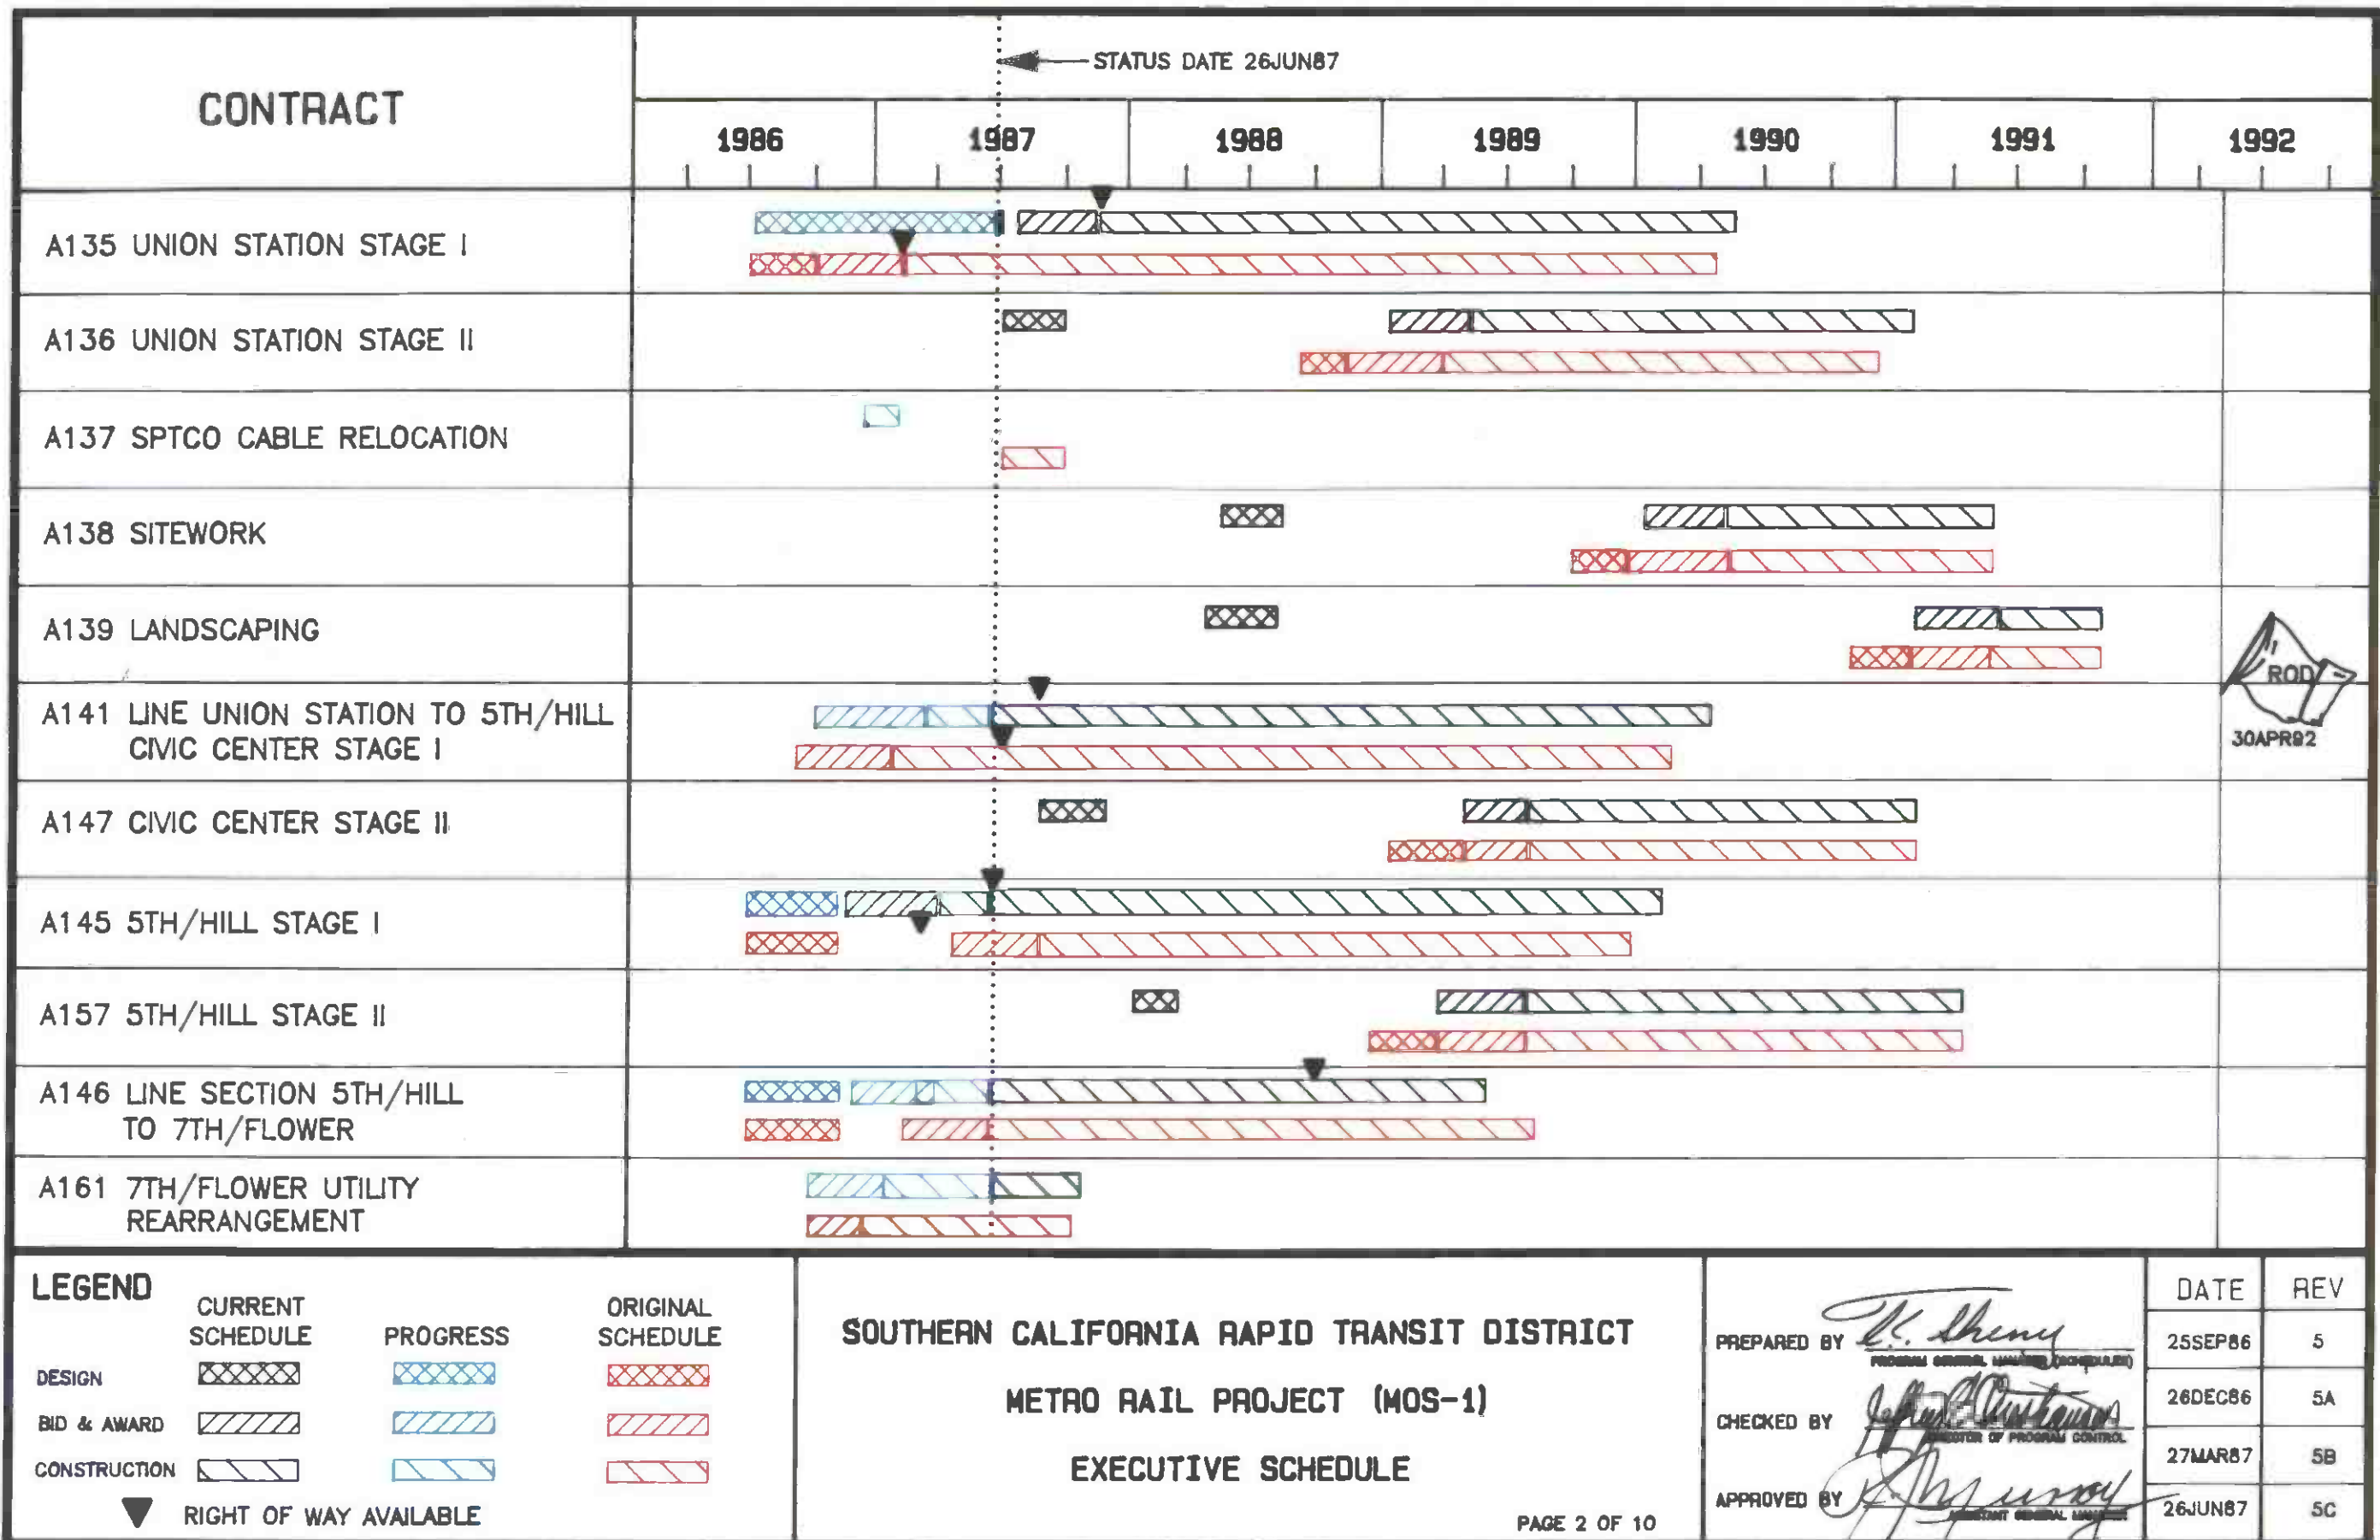 CONTRACT
STATUS DATE 26JUN87
1986 1987 1988 1989 1990 1991 1992
A135 UNION STATION STAGE I
A136 UNION STATION STAGE II
A137 SPTCO CABLE RELOCATION
A138 SITEWORK
A139 LANDSCAPING
ROD
30APR92
A141 LINE UNION STATION TO 5TH/HILL
CIVIC CENTER STAGE I
A147 CIVIC CENTER STAGE II
A145 5TH/HILL STAGE I
A157 5TH/HILL STAGE II
A146 LINE SECTION 5TH/HILL
TO 7TH/FLOWER
A161 7TH/FLOWER UTILITY
REARRANGEMENT
LEGEND
CURRENT
SCHEDULE
PROGRESS
ORIGINAL
SCHEDULE
DESIGN
BID & AWARD
CONSTRUCTION
RIGHT OF WAY AVAILABLE
SOUTHERN CALIFORNIA RAPID TRANSIT DISTRICT
METRO RAIL PROJECT (MOS-1)
EXECUTIVE SCHEDULE
PAGE 2 OF 10
PREPARED BY
CHECKED BY
DIRECTOR OF PROGRAM CONTROL
APPROVED BY
ASSISTANT GENERAL MANAGER
DATE REV
25SEP86 5
26DEC86 5A
27MAR87 5B
26JUN87 5C